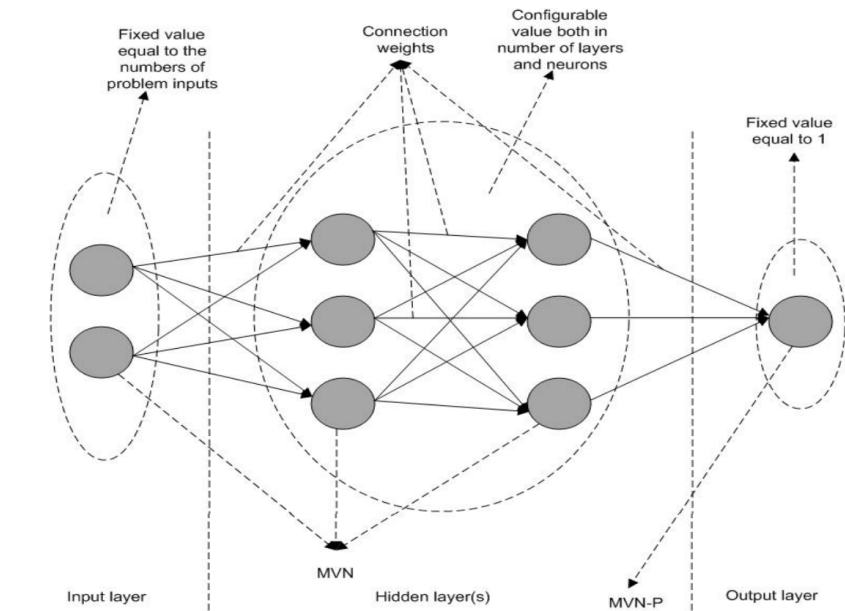 Fixed value
equal to the
numbers of
problem inputs
Connection
weights
Configurable
value both in
number of layers
and neurons
Fixed value
equal to 1
MVN
MVN-P
Input layer
Hidden layer(s)
Output layer